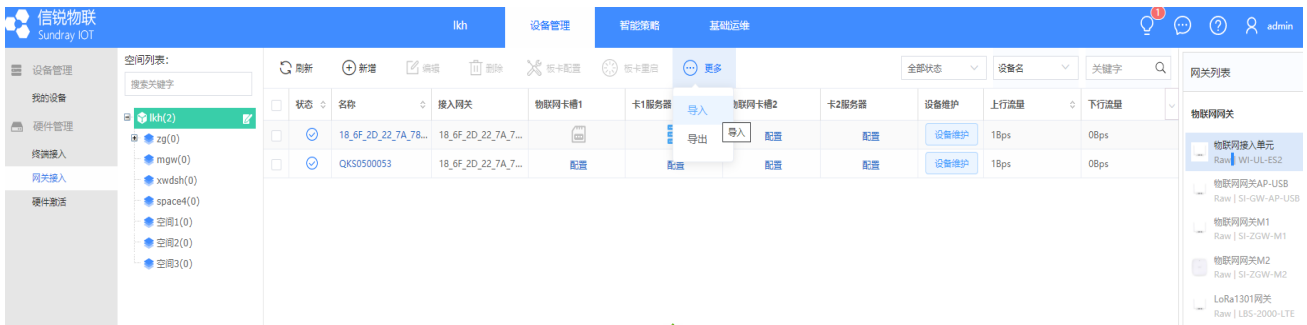 信锐物联
Sundray IOT
lkh
设备管理
智能策略
基础运维
1
admin
设备管理
我的设备
硬件管理
终端接入
网关接入
硬件激活
空间列表:
搜索关键字
lkh(2)
zg(0)
mgw(0)
xwdsh(0)
space4(0)
空间1(0)
空间2(0)
空间3(0)
刷新 新增 编辑 删除 板卡配置 板卡重启 更多
全部状态 设备名 关键字
状态 名称 接入网关 物联网卡槽1 卡1服务器 物联网卡槽2 卡2服务器 设备维护 上行流量 下行流量
18_6F_2D_22_7A_78... 18_6F_2D_22_7A_7... 配置 配置 设备维护 1Bps 0Bps
QKS0500053 18_6F_2D_22_7A_7... 配置 配置 配置 配置 设备维护 1Bps 0Bps
导入
导出
导入
网关列表
物联网网关
物联网接入单元
Raw | WI-UL-ES2
物联网网关AP-USB
Raw | SI-GW-AP-USB
物联网网关M1
Raw | SI-ZGW-M1
物联网网关M2
Raw | SI-ZGW-M2
LoRa1301网关
Raw | LBS-2000-LTE